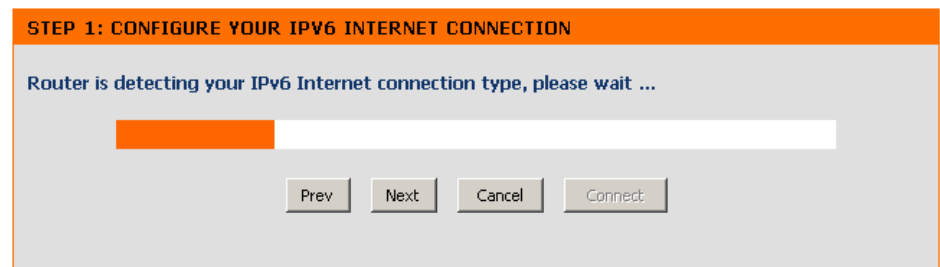 STEP 1: CONFIGURE YOUR IPV6 INTERNET CONNECTION
Router is detecting your IPv6 Internet connection type, please wait ...
Prev Next Cancel Connect